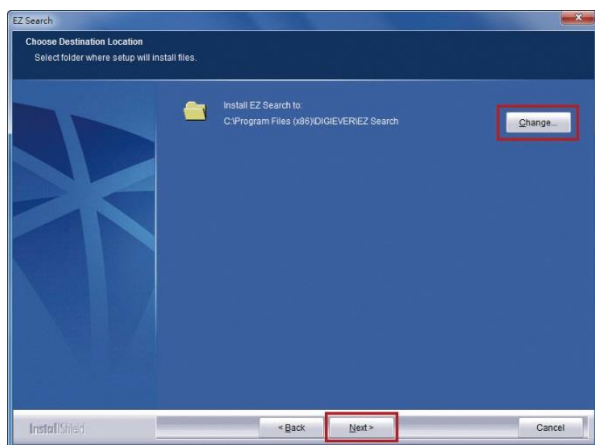 EZ Search
Choose Destination Location
Select folder where setup will install files.
Install EZ Search to:
C:\Program Files (x86)\DIGIEVER\EZ Search
Change...
InstallShield
< Back
Next >
Cancel